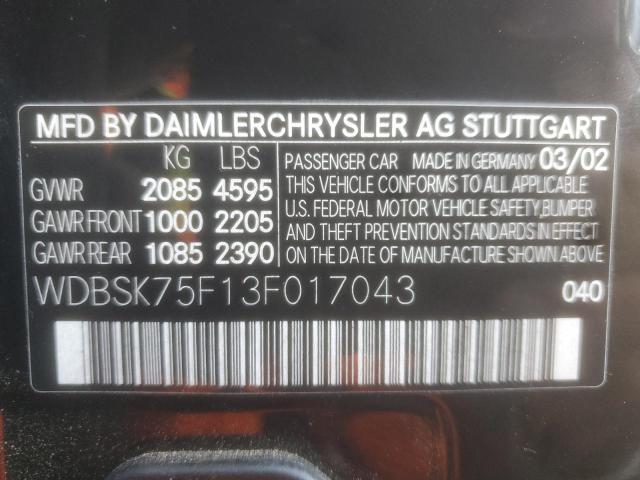 MFD BY DAIMLERCHRYSLER AG STUTTGART
KG LBS
GVWR 2085 4595
GAWR FRONT 1000 2205
GAWR REAR 1085 2390
PASSENGER CAR MADE IN GERMANY 03/02
THIS VEHICLE CONFORMS TO ALL APPLICABLE
U.S. FEDERAL MOTOR VEHICLE SAFETY,BUMPER
AND THEFT PREVENTION STANDARDS IN EFFECT
ON THE DATE OF MANUFACTURE SHOWN ABOVE
WDBSK75F13F017043 040